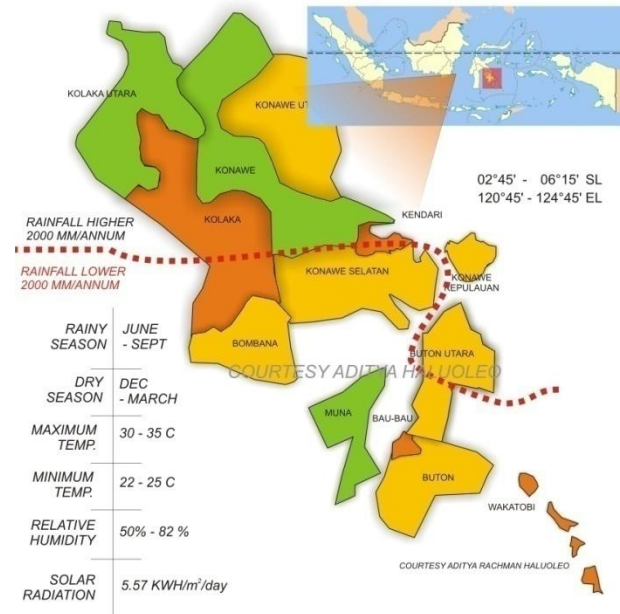 KOLAKA UTARA
KONAWE
KOLAKA
KENDARI
02°45' - 06°15' SL
120°45' - 124°45' EL
RAINFALL HIGHER
2000 MM/ANNUM
RAINFALL LOWER
2000 MM/ANNUM
KONAWE SELATAN
KONAWE
KEPULAUAN
BOMBANA
BUTON UTARA
COURTESY ADITYA HALUOLEO
MUNA
BAU-BAU
BUTON
WAKATOBI
COURTESY ADITYA RACHMAN HALUOLEO
RAINY SEASON JUNE - SEPT
DRY SEASON DEC - MARCH
MAXIMUM TEMP. 30 - 35 C
MINIMUM TEMP. 22 - 25 C
RELATIVE HUMIDITY 50% - 82 %
SOLAR RADIATION 5.57 KWH/m²/day